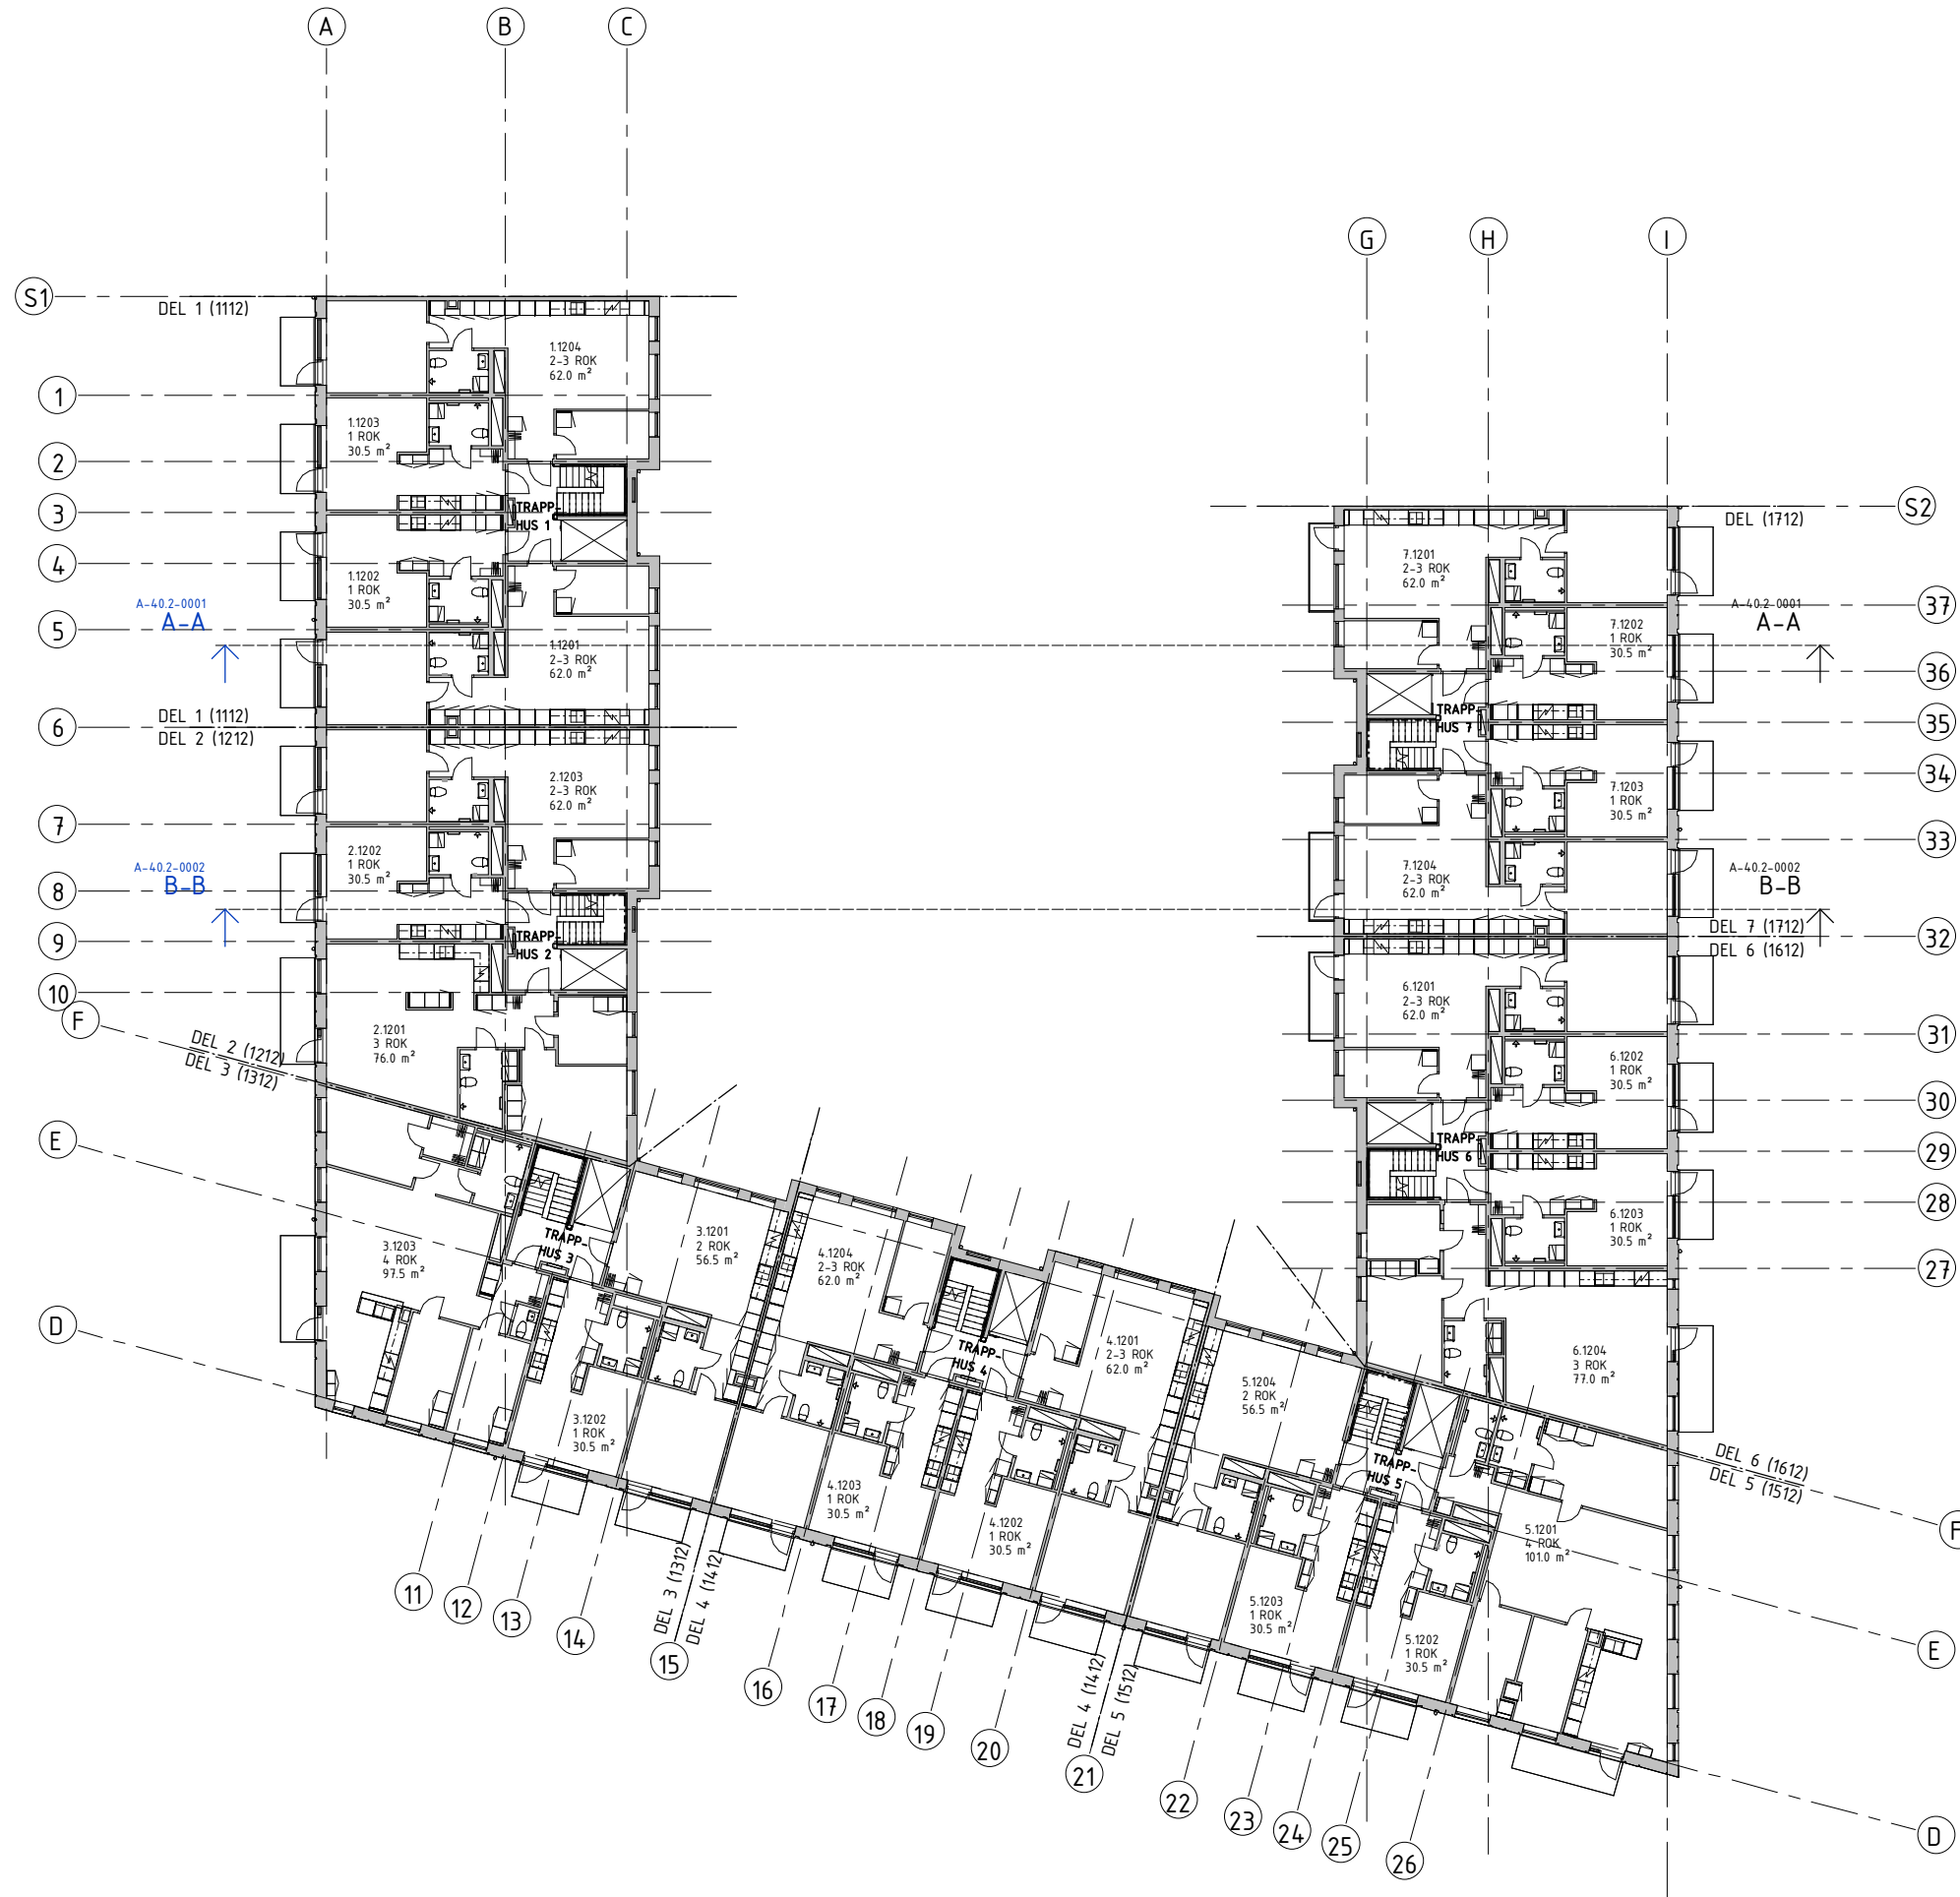 A
B
C
G
H
I
S1
DEL 1 (1112)
1.1204
2-3 ROK
62.0 m²
1
1.1203
1 ROK
30.5 m²
2
3
TRAPP-
HUS 1
4
1.1202
1 ROK
30.5 m²
A-40.2-0001
A-A
5
1.1201
2-3 ROK
62.0 m²
6
DEL 1 (1112)
DEL 2 (1212)
2.1203
2-3 ROK
62.0 m²
7
2.1202
1 ROK
30.5 m²
A-40.2-0002
B-B
8
9
TRAPP-
HUS 2
10
F
2.1201
3 ROK
76.0 m²
DEL 2 (1212)
DEL 3 (1312)
E
D
S2
DEL (1712)
7.1201
2-3 ROK
62.0 m²
37
A-40.2-0001
A-A
7.1202
1 ROK
30.5 m²
36
TRAPP-
HUS 7
35
34
7.1203
1 ROK
30.5 m²
33
7.1204
2-3 ROK
62.0 m²
A-40.2-0002
B-B
DEL 7 (1712)
32
DEL 6 (1612)
6.1201
2-3 ROK
62.0 m²
31
6.1202
1 ROK
30.5 m²
30
TRAPP-
HUS 6
29
28
6.1203
1 ROK
30.5 m²
27
6.1204
3 ROK
77.0 m²
DEL 6 (1612)
DEL 5 (1512)
F
E
D
3.1203
4 ROK
97.5 m²
TRAPP-
HUS 3
3.1201
2 ROK
56.5 m²
3.1202
1 ROK
30.5 m²
4.1204
2-3 ROK
62.0 m²
4.1203
1 ROK
30.5 m²
TRAPP-
HUS 4
4.1202
1 ROK
30.5 m²
4.1201
2-3 ROK
62.0 m²
5.1204
2 ROK
56.5 m²
5.1203
1 ROK
30.5 m²
TRAPP-
HUS 5
5.1202
1 ROK
30.5 m²
5.1201
4 ROK
101.0 m²
11
12
13
14
DEL 3 (1312)
15
DEL 4 (1412)
16
17
18
19
20
DEL 4 (1412)
21
DEL 5 (1512)
22
23
24
25
26